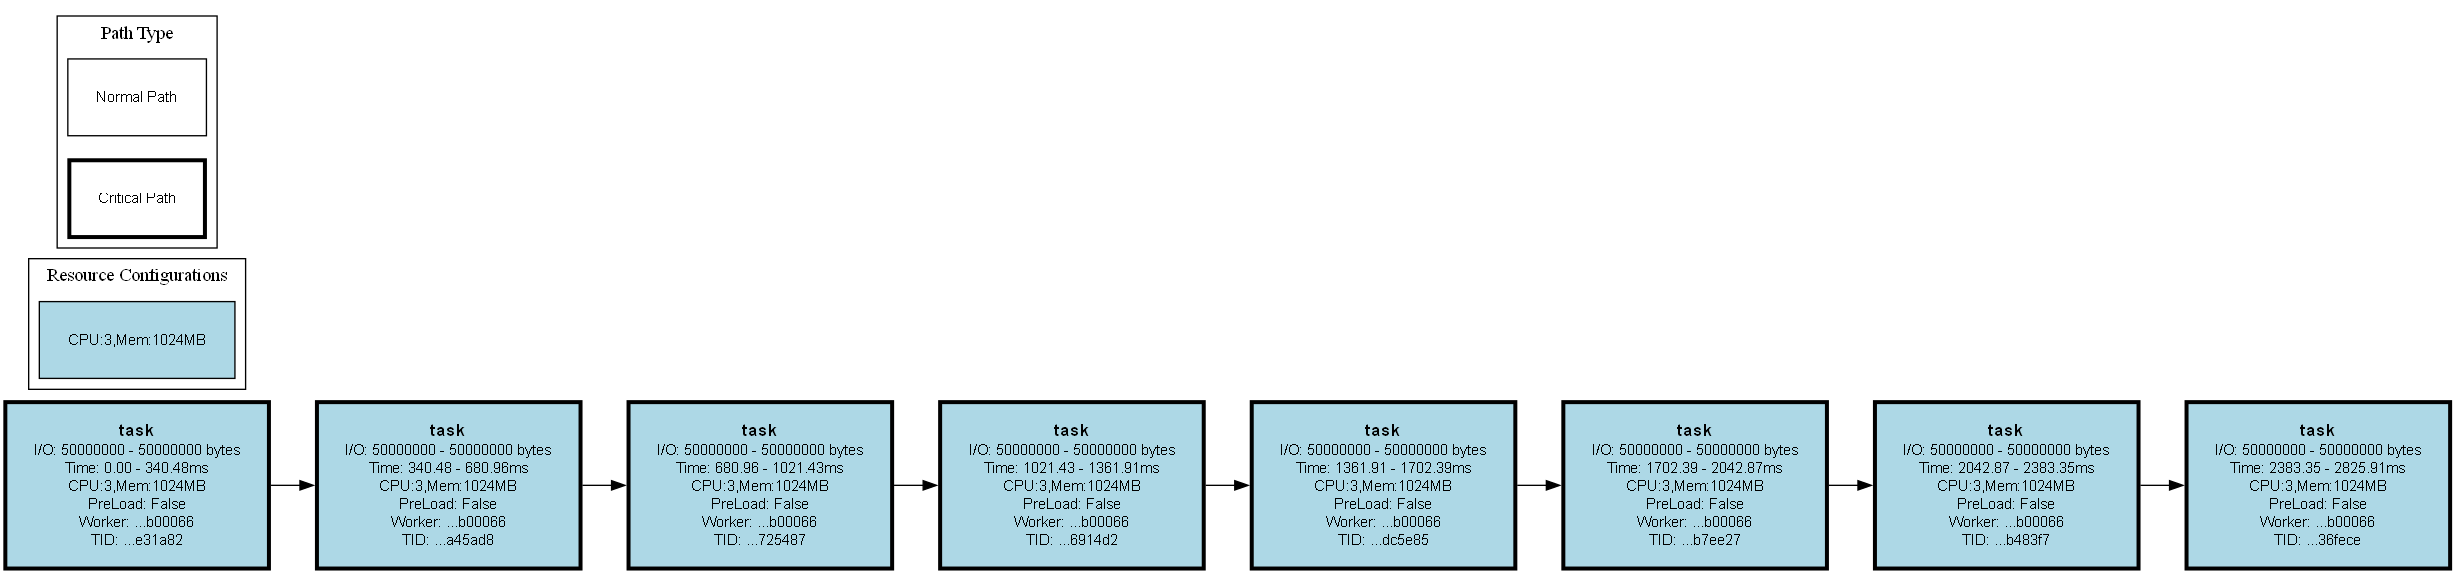 Path Type
Normal Path
Critical Path
Resource Configurations
CPU:3,Mem:1024MB
task
I/O: 50000000 - 50000000 bytes
Time: 0.00 - 340.48ms
CPU:3,Mem:1024MB
PreLoad: False
Worker: ...b00066
TID: ...e31a82
task
I/O: 50000000 - 50000000 bytes
Time: 340.48 - 680.96ms
CPU:3,Mem:1024MB
PreLoad: False
Worker: ...b00066
TID: ...a45ad8
task
I/O: 50000000 - 50000000 bytes
Time: 680.96 - 1021.43ms
CPU:3,Mem:1024MB
PreLoad: False
Worker: ...b00066
TID: ...725487
task
I/O: 50000000 - 50000000 bytes
Time: 1021.43 - 1361.91ms
CPU:3,Mem:1024MB
PreLoad: False
Worker: ...b00066
TID: ...6914d2
task
I/O: 50000000 - 50000000 bytes
Time: 1361.91 - 1702.39ms
CPU:3,Mem:1024MB
PreLoad: False
Worker: ...b00066
TID: ...dc5e85
task
I/O: 50000000 - 50000000 bytes
Time: 1702.39 - 2042.87ms
CPU:3,Mem:1024MB
PreLoad: False
Worker: ...b00066
TID: ...b7ee27
task
I/O: 50000000 - 50000000 bytes
Time: 2042.87 - 2383.35ms
CPU:3,Mem:1024MB
PreLoad: False
Worker: ...b00066
TID: ...b483f7
task
I/O: 50000000 - 50000000 bytes
Time: 2383.35 - 2825.91ms
CPU:3,Mem:1024MB
PreLoad: False
Worker: ...b00066
TID: ...36fece